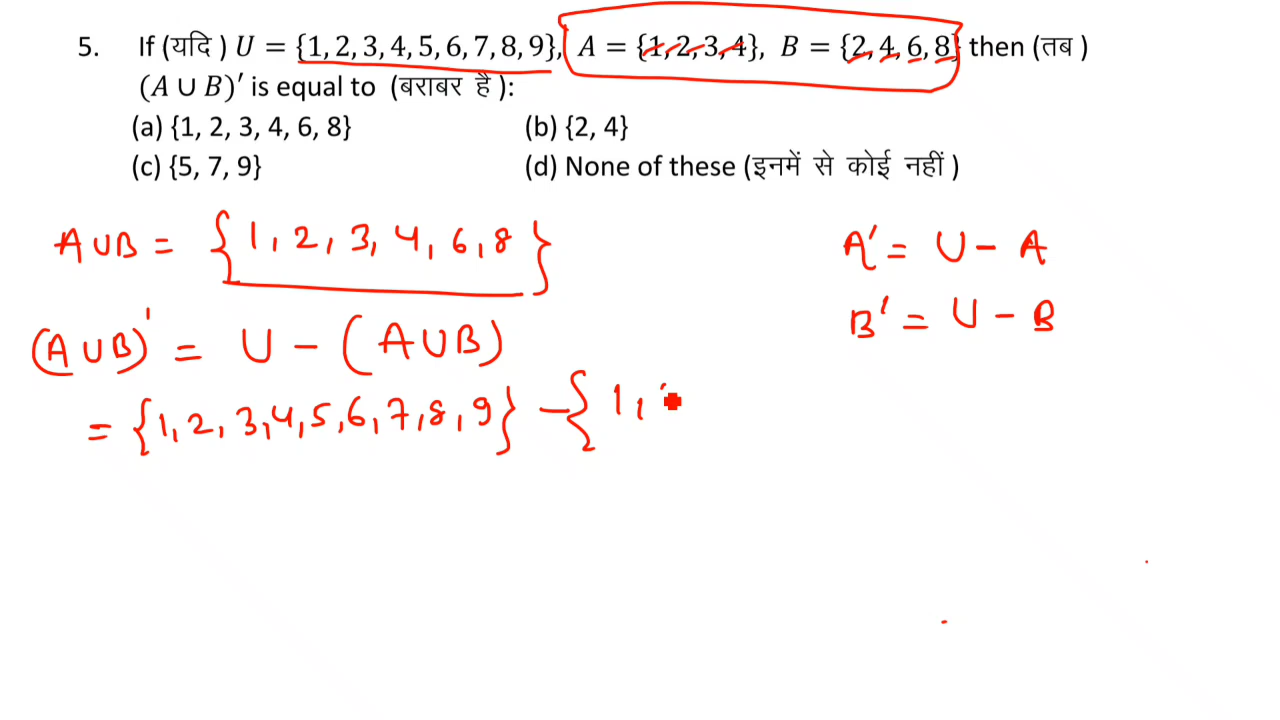 5. If (यदि ) U = {1, 2, 3, 4, 5, 6, 7, 8, 9}, A = {1, 2, 3, 4}, B = {2, 4, 6, 8} then (तब )
(A ∪ B)′ is equal to (बराबर है ):
(a) {1, 2, 3, 4, 6, 8} (b) {2, 4}
(c) {5, 7, 9} (d) None of these (इनमें से कोई नहीं )
A∪B = {1, 2, 3, 4, 6, 8} A' = U - A
(A∪B)' = U - (A∪B) B' = U - B
= {1, 2, 3, 4, 5, 6, 7, 8, 9} - { 1,